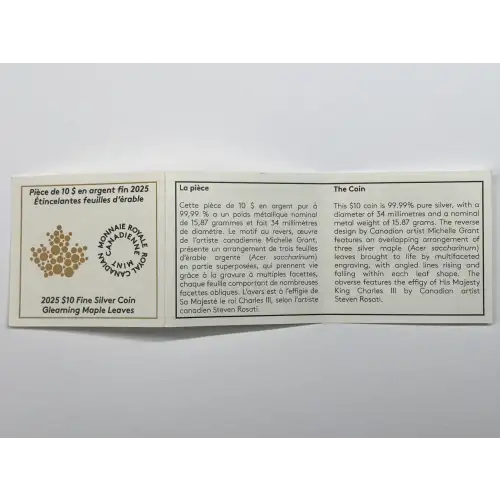 Pièce de 10 $ en argent fin 2025
Étincelantes feuilles d'érable
MONNAIE ROYALE CANADIENNE
ROYAL CANADIAN MINT
2025 $10 Fine Silver Coin
Gleaming Maple Leaves
La pièce
Cette pièce de 10 $ en argent pur à
99,99 % a un poids métallique nominal
de 15,87 grammes et fait 34 millimètres
de diamètre. Le motif au revers, œuvre
de l'artiste canadienne Michelle Grant,
présente un arrangement de trois feuilles
d'érable argenté (Acer saccharinum)
en partie superposées, qui prennent vie
grâce à la gravure à multiples facettes,
chaque feuille comportant de nombreuses
facettes obliques. L'avers est à l'effigie de
Sa Majesté le roi Charles III, selon l'artiste
canadien Steven Rosati.
The Coin
This $10 coin is 99.99% pure silver, with a
diameter of 34 millimetres and a nominal
metal weight of 15.87 grams. The reverse
design by Canadian artist Michelle Grant
features an overlapping arrangement of
three silver maple (Acer saccharinum)
leaves brought to life by multifaceted
engraving, with angled lines rising and
falling within each leaf shape. The
obverse features the effigy of His Majesty
King Charles III by Canadian artist
Steven Rosati.